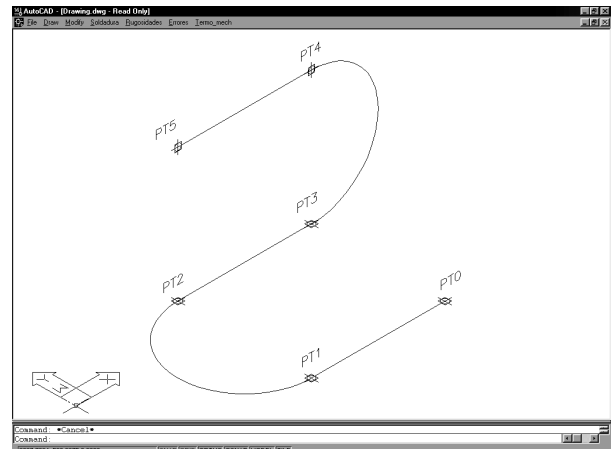 AutoCAD - [Drawing.dwg - Read Only]
File Draw Modify Soldadura Rugosidades Errores Termo_mech
PT4
PT5
PT3
PT2
PT0
PT1
Command: *Cancel*
Command: